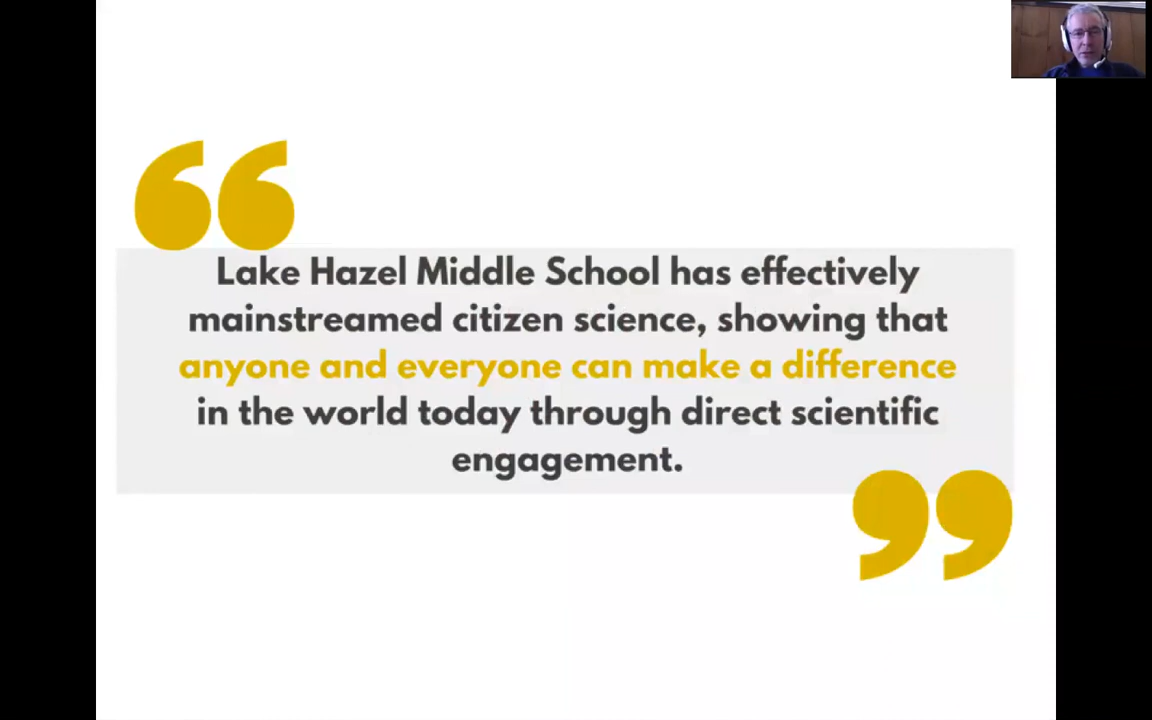 “
Lake Hazel Middle School has effectively
mainstreamed citizen science, showing that
anyone and everyone can make a difference
in the world today through direct scientific
engagement.
”